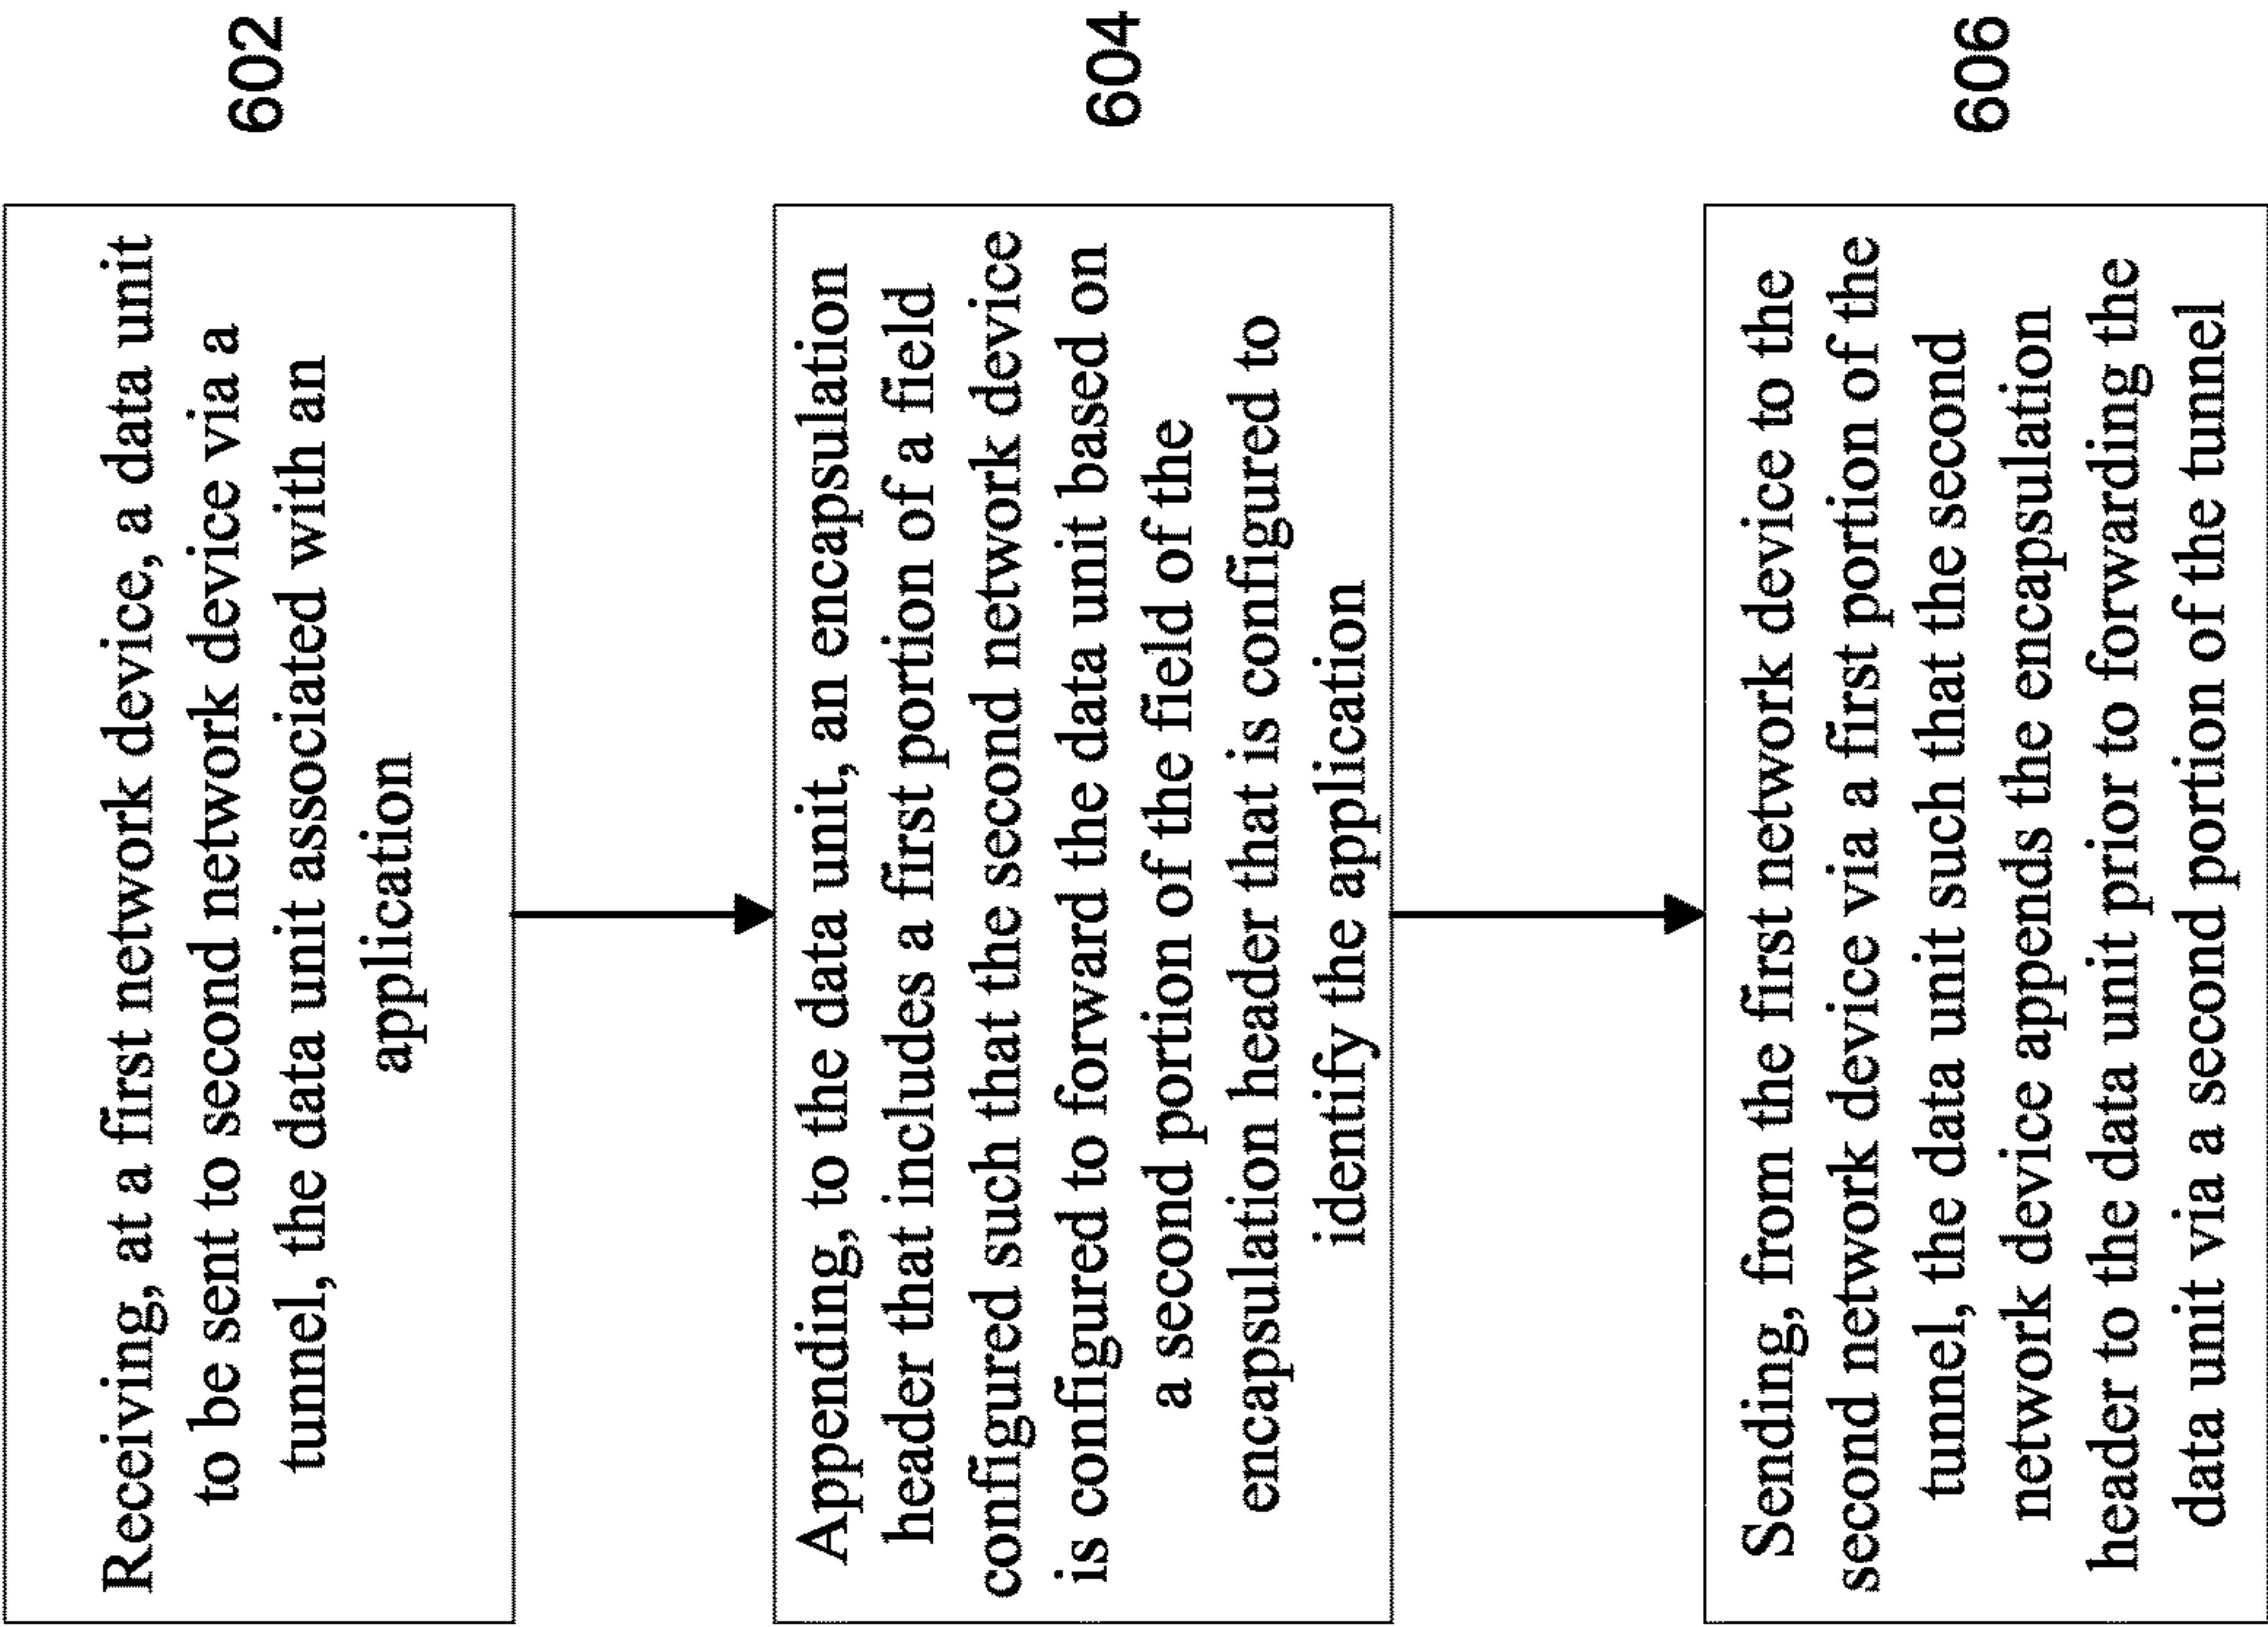 Receiving, at a first network device, a data unit
to be sent to second network device via a
tunnel, the data unit associated with an
application
602
Appending, to the data unit, an encapsulation
header that includes a first portion of a field
configured such that the second network device
is configured to forward the data unit based on
a second portion of the field of the
encapsulation header that is configured to
identify the application
604
Sending, from the first network device to the
second network device via a first portion of the
tunnel, the data unit such that the second
network device appends the encapsulation
header to the data unit prior to forwarding the
data unit via a second portion of the tunnel
606